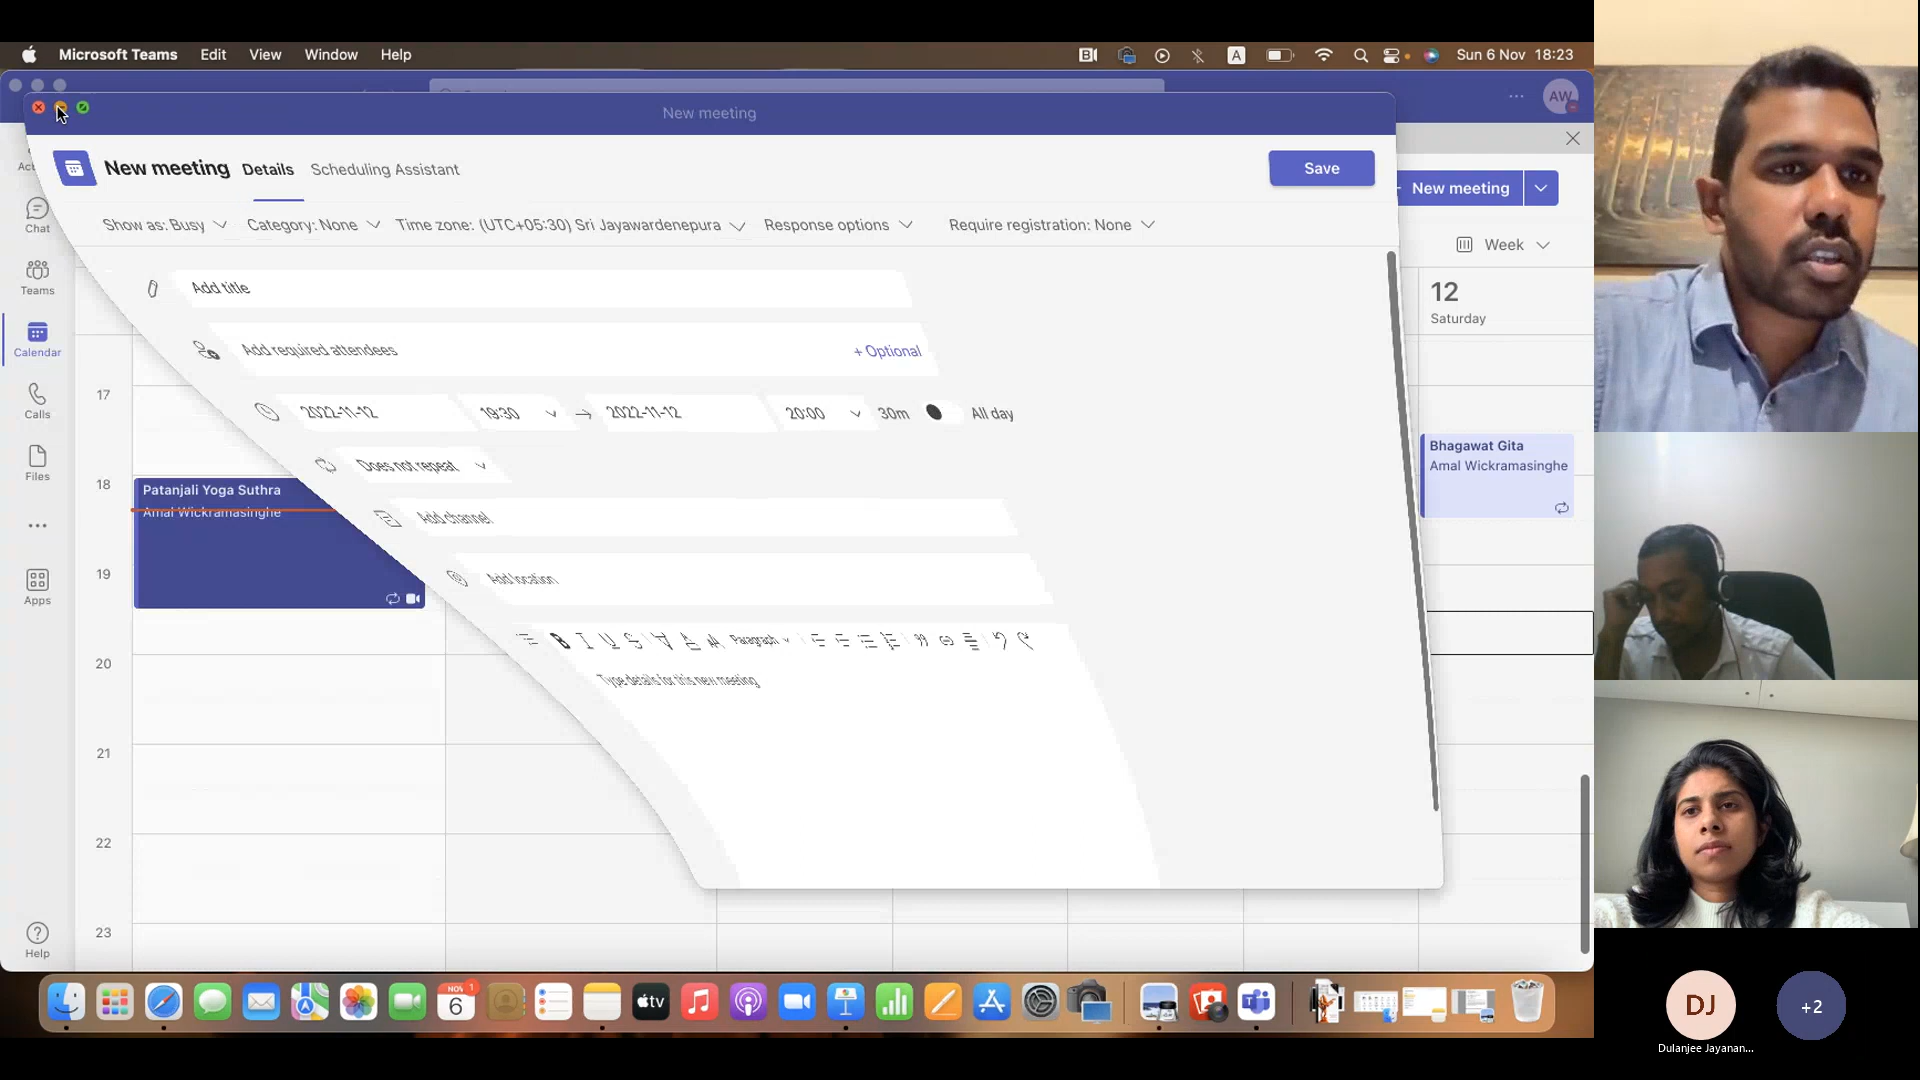 Microsoft Teams Edit View Window Help
A
Sun 6 Nov 18:23
AW
New meeting
New meeting Details Scheduling Assistant
Save
New meeting
Show as: Busy Category: None Time zone: (UTC+05:30) Sri Jayawardenepura Response options Require registration: None
Week
Chat
Teams
Calendar
Calls
Files
Apps
Help
Add title
Add required attendees
+ Optional
2022-11-12 19:30 → 2022-11-12 20:00 30m All day
Does not repeat
Add channel
Add location
B I U S Paragraph
Type details for this new meeting
12
Saturday
17
18
19
20
21
22
23
Patanjali Yoga Suthra
Amal Wickramasinghe
Bhagawat Gita
Amal Wickramasinghe
NOV
6
1
tv
DJ
+2
Dulanjee Jayanan...